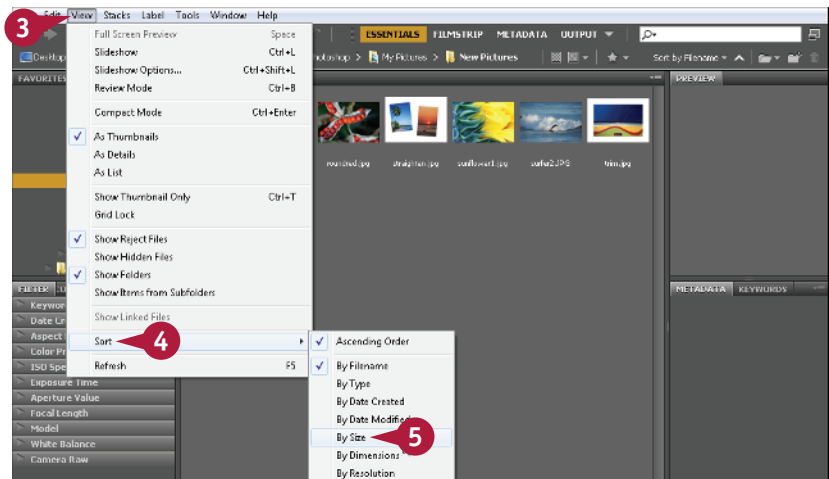 3
Edit View Stacks Label Tools Window Help
ESSENTIALS FILMSTRIP METADATA OUTPUT
Desktop
> My Pictures > New Pictures
Sort by Filename
FAVORITES
PREVIEW
Full Screen Preview Space
Slideshow Ctrl+L
Slideshow Options... Ctrl+Shift+L
Review Mode Ctrl+B
Compact Mode Ctrl+Enter
As Thumbnails
As Details
As List
Show Thumbnail Only Ctrl+T
Grid Lock
Show Reject Files
Show Hidden Files
Show Folders
Show Items from Subfolders
Show Linked Files
Sort
4
Refresh F5
roundred.jpg straighten.jpg sunflower1.jpg surfer2.JPG trim.jpg
FILTER
Date Cr
Aspect
Color Pr
ISO Spe
Exposure Time
Aperture Value
Focal Length
Model
White Balance
Camera Raw
METADATA KEYWORDS
Ascending Order
By Filename
By Type
By Date Created
By Date Modified
By Size
5
By Dimensions
By Resolution